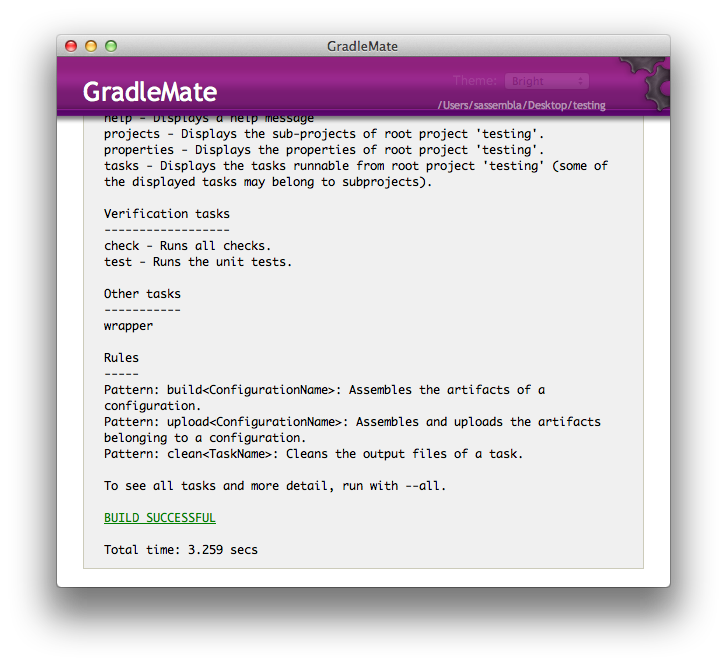 GradleMate
Theme: Bright
GradleMate
/Users/sassembla/Desktop/testing
help - Displays a help message
projects - Displays the sub-projects of root project 'testing'.
properties - Displays the properties of root project 'testing'.
tasks - Displays the tasks runnable from root project 'testing' (some of
the displayed tasks may belong to subprojects).
Verification tasks
------------------
check - Runs all checks.
test - Runs the unit tests.
Other tasks
-----------
wrapper
Rules
-----
Pattern: build<ConfigurationName>: Assembles the artifacts of a
configuration.
Pattern: upload<ConfigurationName>: Assembles and uploads the artifacts
belonging to a configuration.
Pattern: clean<TaskName>: Cleans the output files of a task.
To see all tasks and more detail, run with --all.
BUILD SUCCESSFUL
Total time: 3.259 secs